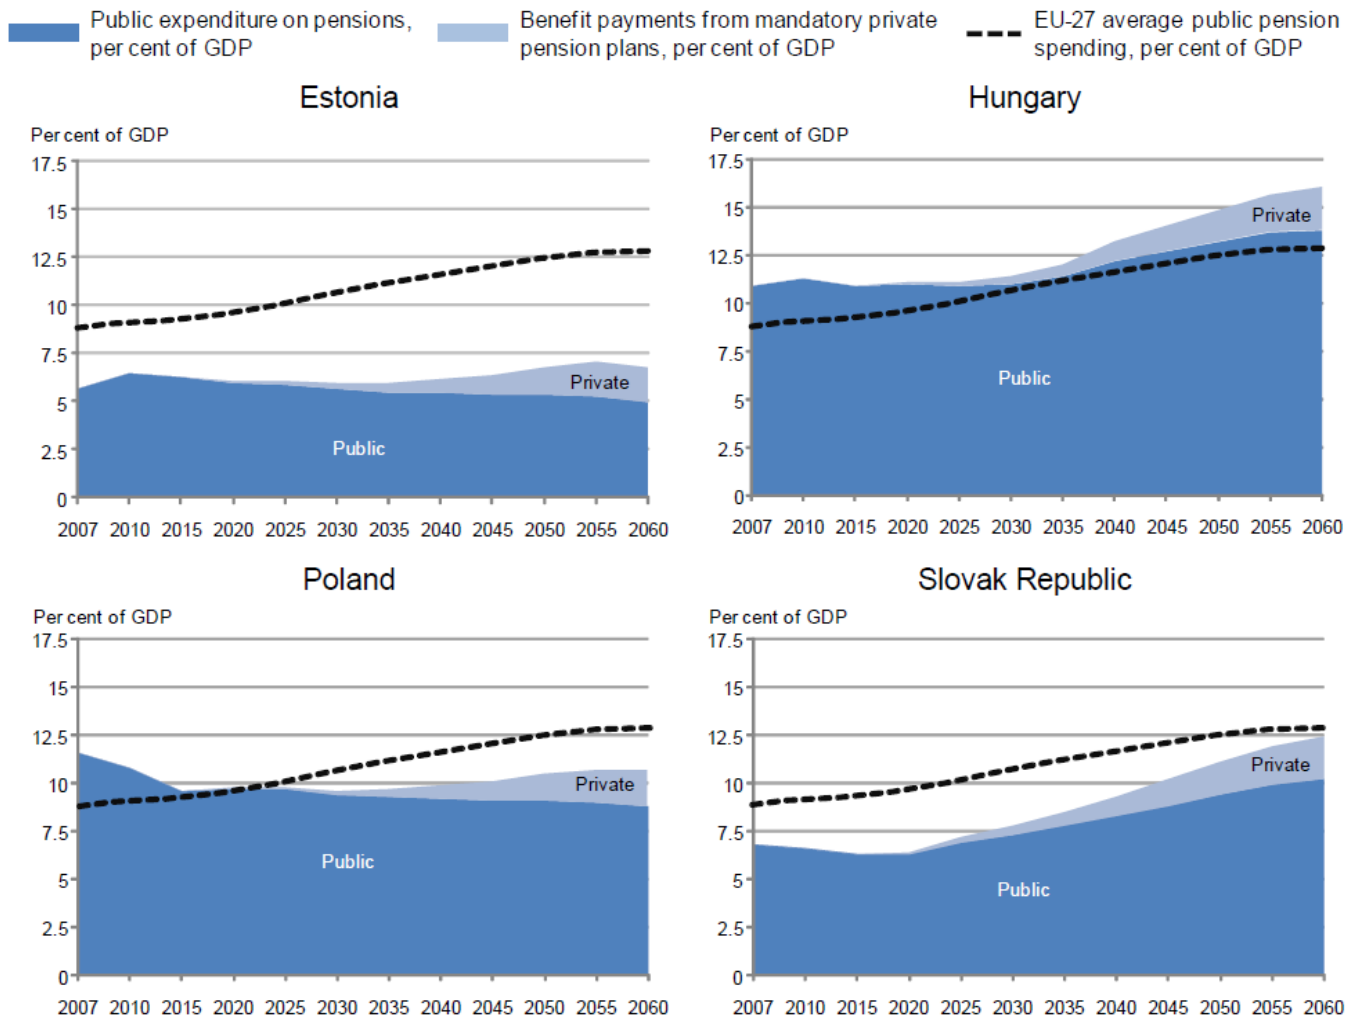 Public expenditure on pensions,
per cent of GDP
Benefit payments from mandatory private
pension plans, per cent of GDP
EU-27 average public pension
spending, per cent of GDP
Estonia
Per cent of GDP
17.5
15
12.5
10
7.5
5
2.5
0
Private
Public
2007 2010 2015 2020 2025 2030 2035 2040 2045 2050 2055 2060
Hungary
Per cent of GDP
17.5
15
12.5
10
7.5
5
2.5
0
Private
Public
2007 2010 2015 2020 2025 2030 2035 2040 2045 2050 2055 2060
Poland
Per cent of GDP
17.5
15
12.5
10
7.5
5
2.5
0
Private
Public
2007 2010 2015 2020 2025 2030 2035 2040 2045 2050 2055 2060
Slovak Republic
Per cent of GDP
17.5
15
12.5
10
7.5
5
2.5
0
Private
Public
2007 2010 2015 2020 2025 2030 2035 2040 2045 2050 2055 2060